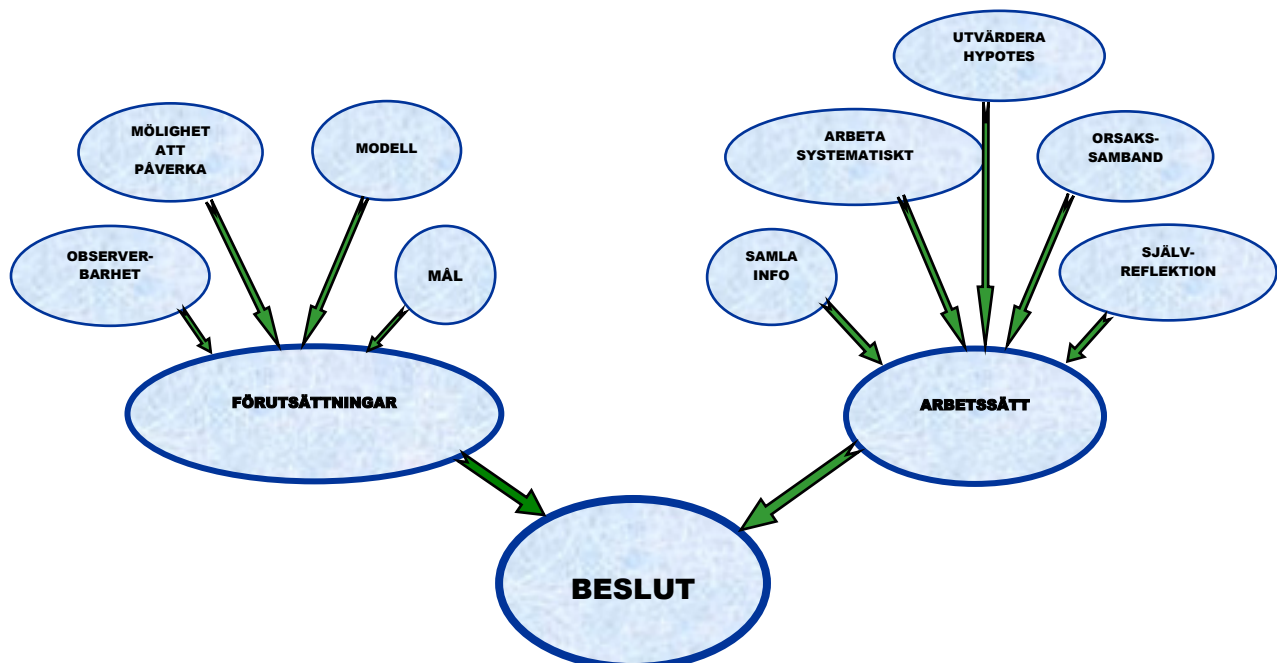 MÖLIGHET
ATT
PÅVERKA
MODELL
OBSERVER-
BARHET
MÅL
FÖRUTSÄTTNINGAR
UTVÄRDERA
HYPOTES
ARBETA
SYSTEMATISKT
ORSAKS-
SAMBAND
SAMLA
INFO
SJÄLV-
REFLEKTION
ARBETSSÄTT
BESLUT